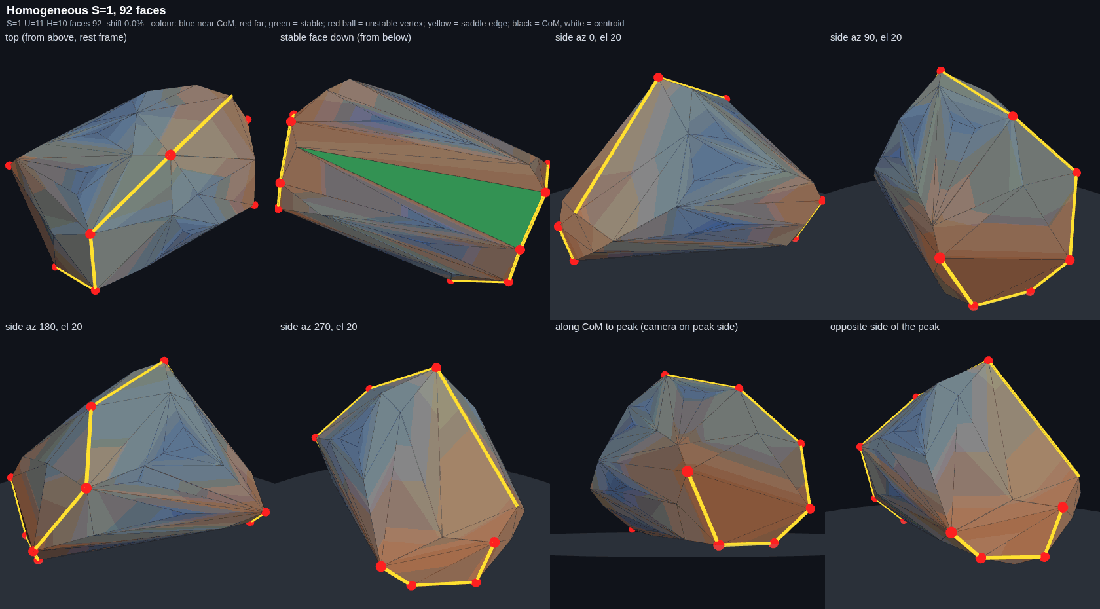 Homogeneous S=1, 92 faces
S=1 U=11 H=10 faces 92 shift 0.0% colour: blue near CoM, red far, green = stable; red ball = unstable vertex; yellow = saddle edge; black = CoM, white = centroid
top (from above, rest frame)
stable face down (from below)
side az 0, el 20
side az 90, el 20
side az 180, el 20
side az 270, el 20
along CoM to peak (camera on peak side)
opposite side of the peak